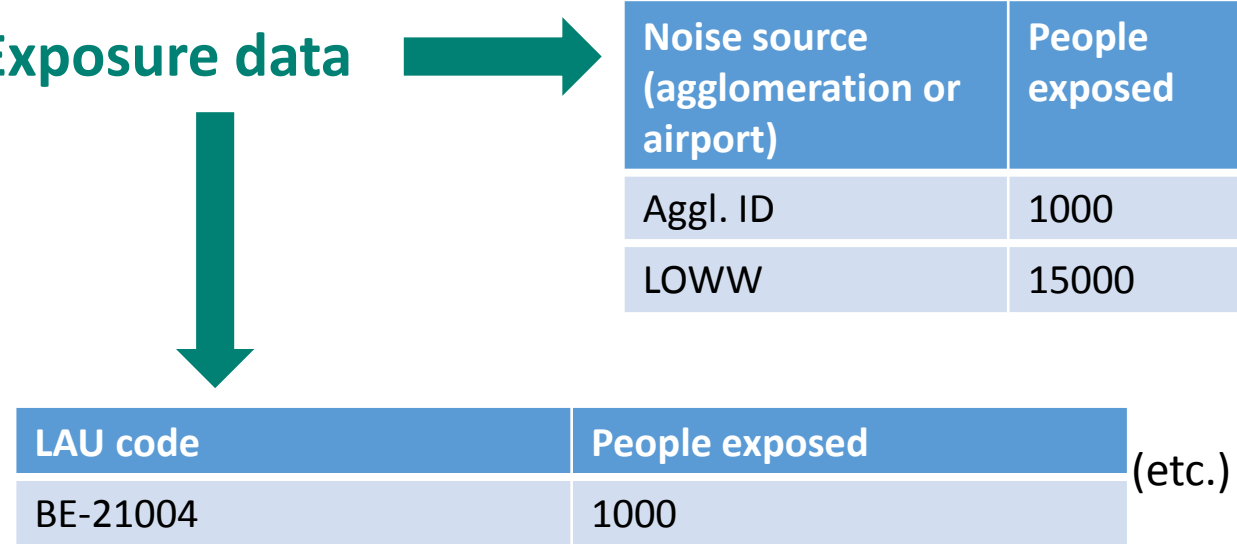 Exposure data
Noise source People
(agglomeration or exposed
airport)
Aggl. ID 1000
LOWW 15000
LAU code People exposed
(etc.)
BE-21004 1000